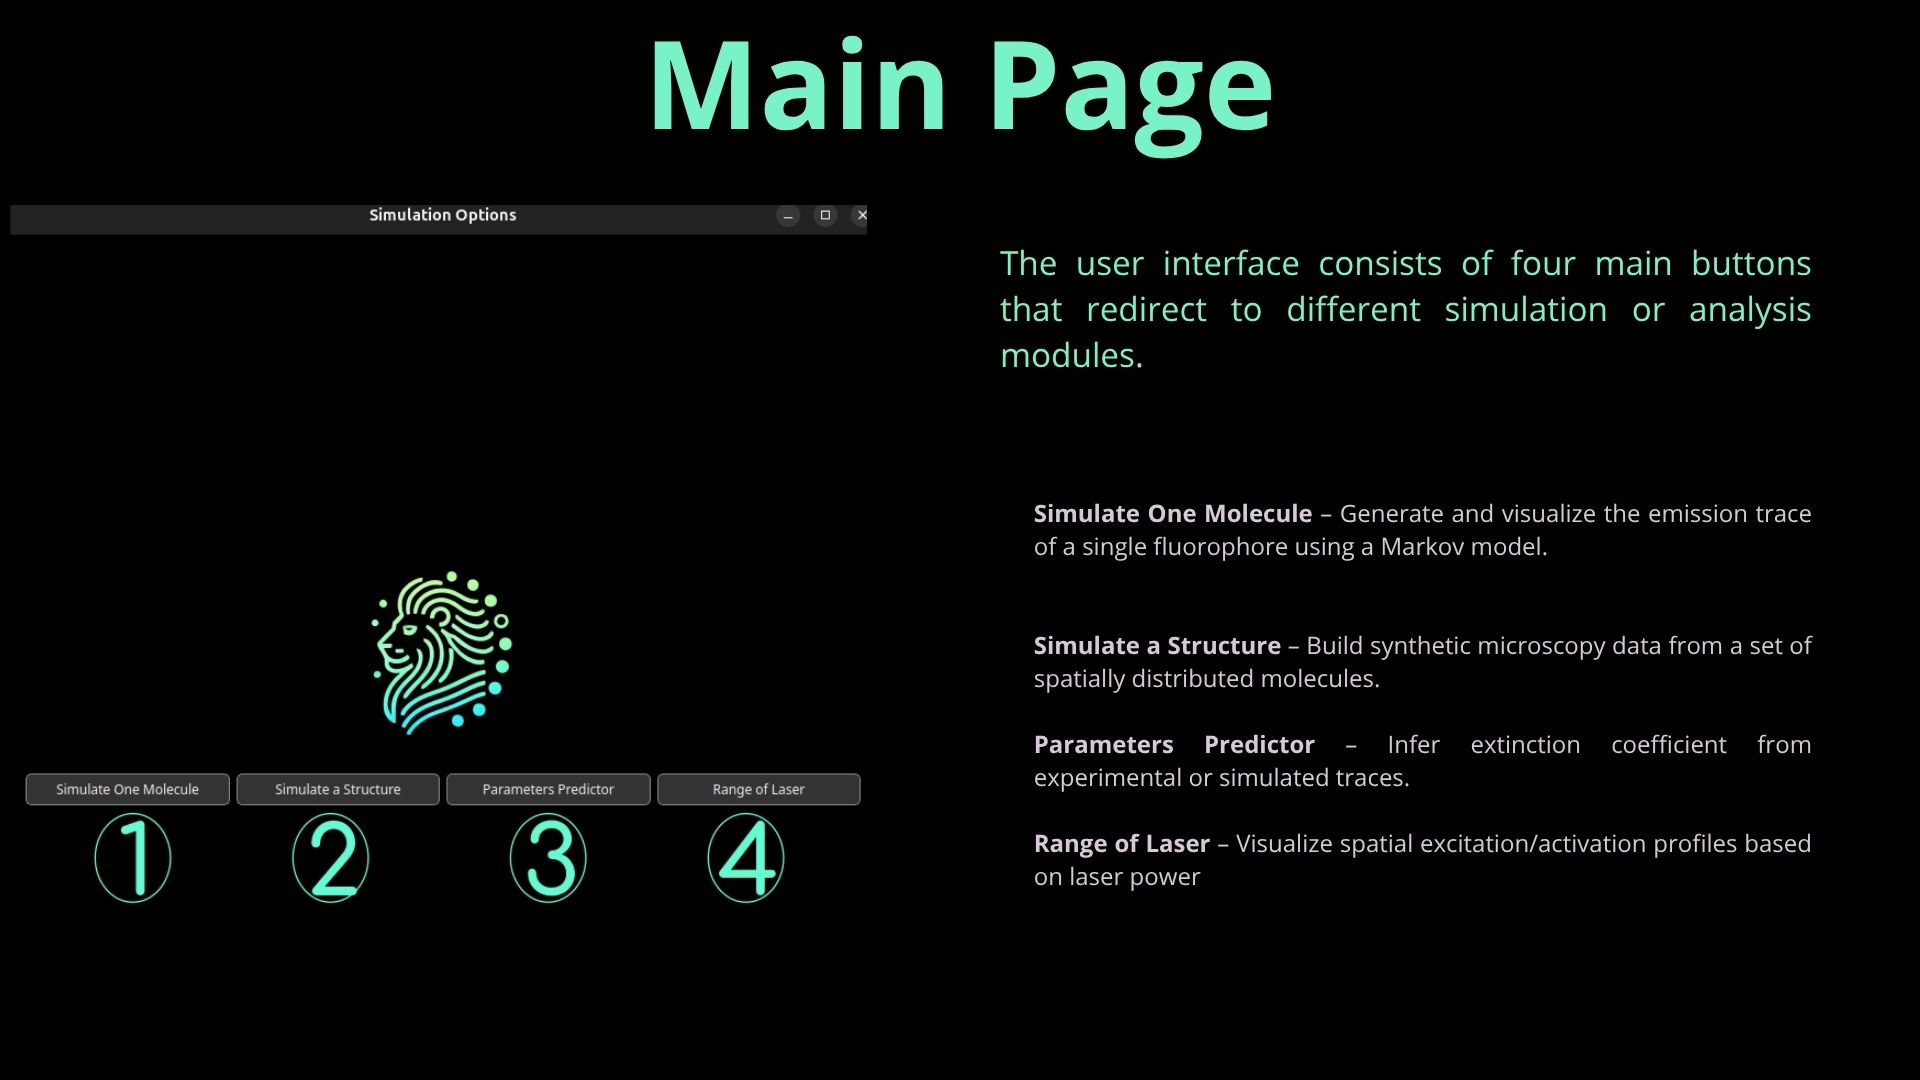 Main Page
Simulation Options
Simulate One Molecule
Simulate a Structure
Parameters Predictor
Range of Laser
1
2
3
4
The user interface consists of four main buttons
that redirect to different simulation or analysis
modules.
Simulate One Molecule – Generate and visualize the emission trace
of a single fluorophore using a Markov model.
Simulate a Structure – Build synthetic microscopy data from a set of
spatially distributed molecules.
Parameters Predictor – Infer extinction coefficient from
experimental or simulated traces.
Range of Laser – Visualize spatial excitation/activation profiles based
on laser power